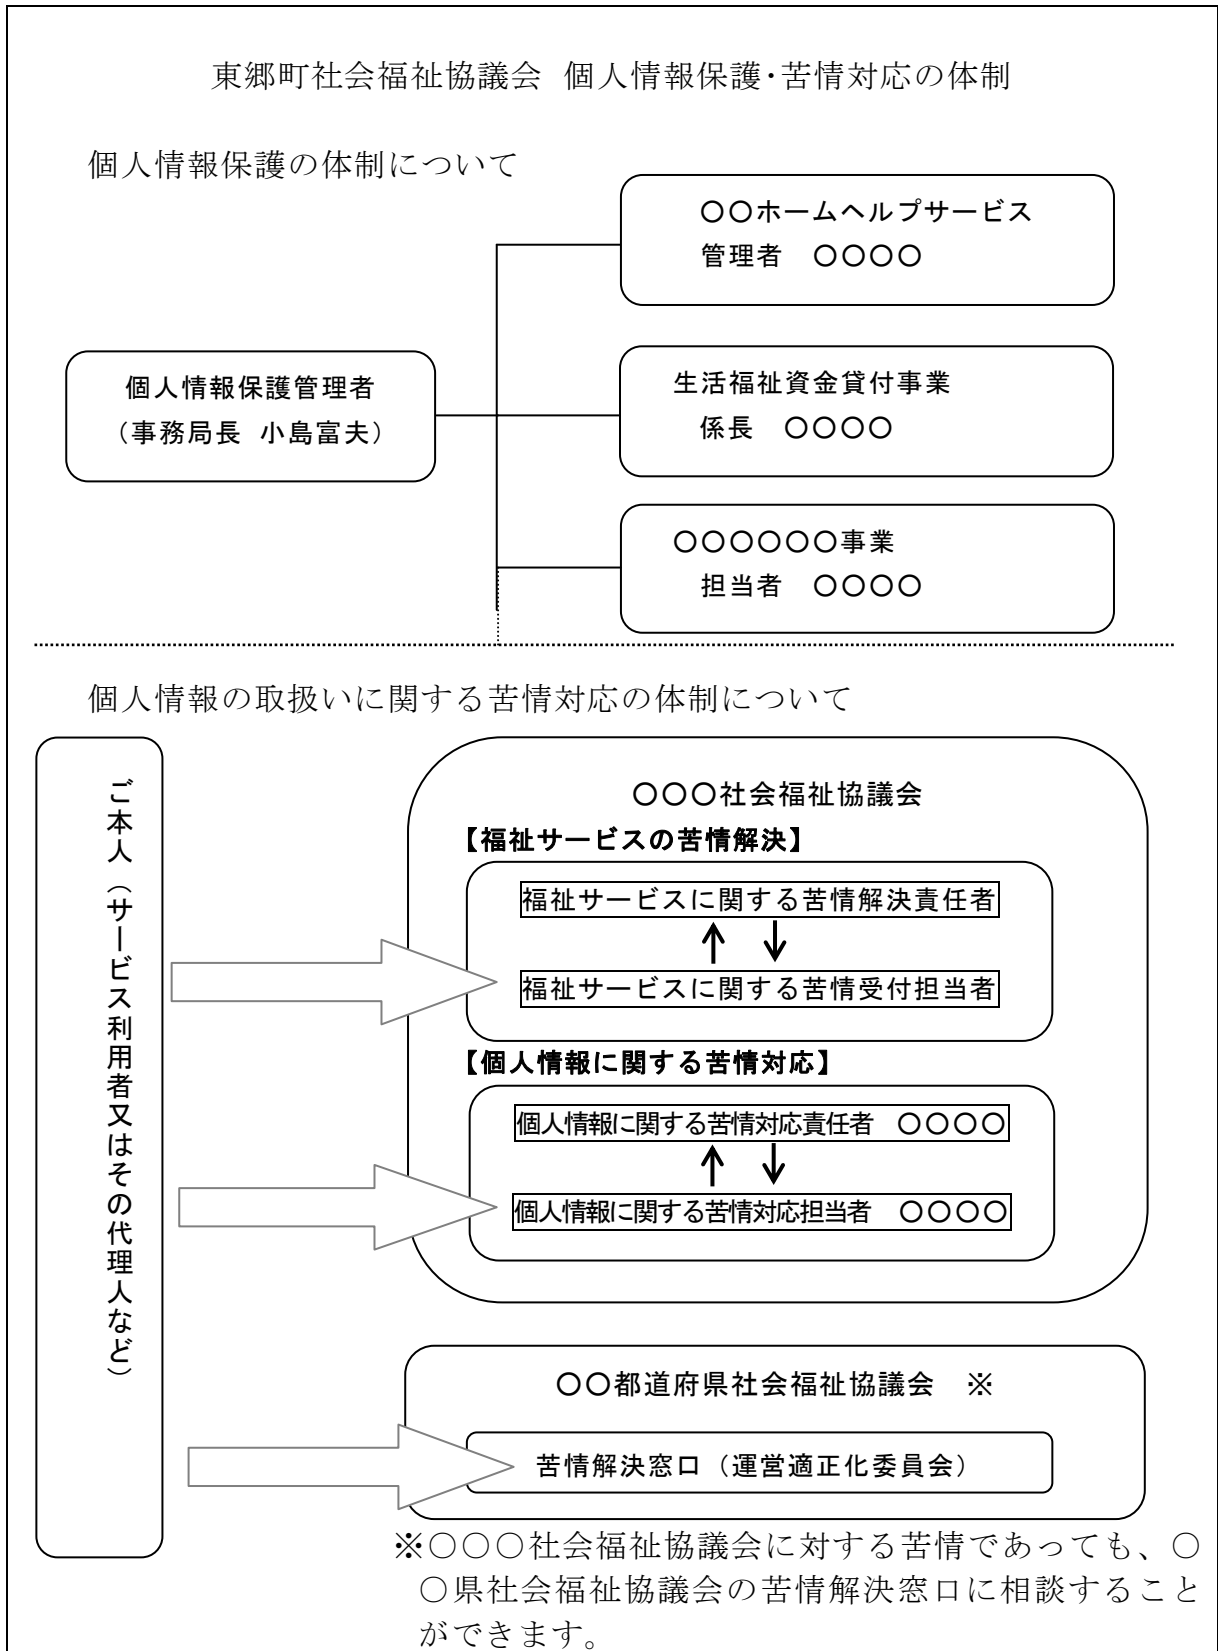 東郷町社会福祉協議会 個人情報保護・苦情対応の体制
個人情報保護の体制について
〇〇ホームヘルプサービス
管理者 〇〇〇〇
個人情報保護管理者
（事務局長 小島富夫）
生活福祉資金貸付事業
係長 〇〇〇〇
〇〇〇〇〇〇事業
担当者 〇〇〇〇
個人情報の取扱いに関する苦情対応の体制について
ご本人（サービス利用者又はその代理人など）
〇〇〇社会福祉協議会
【福祉サービスの苦情解決】
福祉サービスに関する苦情解決責任者
↑ ↓
福祉サービスに関する苦情受付担当者
【個人情報に関する苦情対応】
個人情報に関する苦情対応責任者 〇〇〇〇
↑ ↓
個人情報に関する苦情対応担当者 〇〇〇〇
〇〇都道府県社会福祉協議会 ※
苦情解決窓口（運営適正化委員会）
※〇〇〇社会福祉協議会に対する苦情であっても、〇
〇県社会福祉協議会の苦情解決窓口に相談すること
ができます。